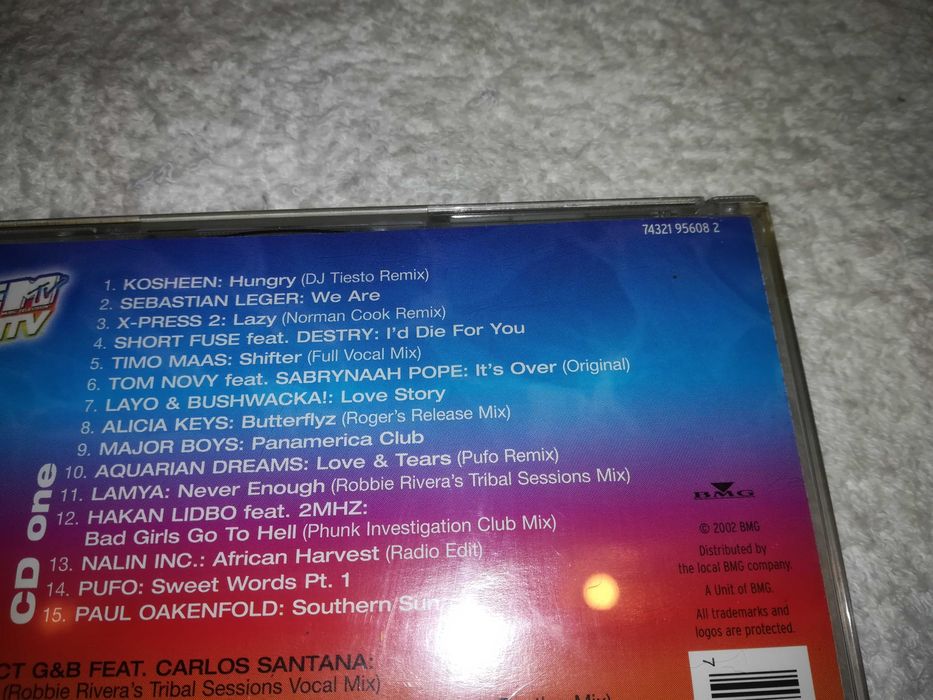 74321 95608 2
MTV
1. KOSHEEN: Hungry (DJ Tiesto Remix)
2. SEBASTIAN LEGER: We Are
3. X-PRESS 2: Lazy (Norman Cook Remix)
4. SHORT FUSE feat. DESTRY: I'd Die For You
5. TIMO MAAS: Shifter (Full Vocal Mix)
6. TOM NOVY feat. SABRYNAAH POPE: It's Over (Original)
7. LAYO & BUSHWACKA!: Love Story
8. ALICIA KEYS: Butterflyz (Roger's Release Mix)
9. MAJOR BOYS: Panamerica Club
10. AQUARIAN DREAMS: Love & Tears (Pufo Remix)
11. LAMYA: Never Enough (Robbie Rivera's Tribal Sessions Mix)
12. HAKAN LIDBO feat. 2MHZ:
Bad Girls Go To Hell (Phunk Investigation Club Mix)
13. NALIN INC.: African Harvest (Radio Edit)
14. PUFO: Sweet Words Pt. 1
15. PAUL OAKENFOLD: Southern Sun
CD one
CT G&B FEAT. CARLOS SANTANA:
(Robbie Rivera's Tribal Sessions Vocal Mix)
Mix)
BMG
© 2002 BMG
Distributed by
the local BMG company.
A Unit of BMG.
All trademarks and
logos are protected.